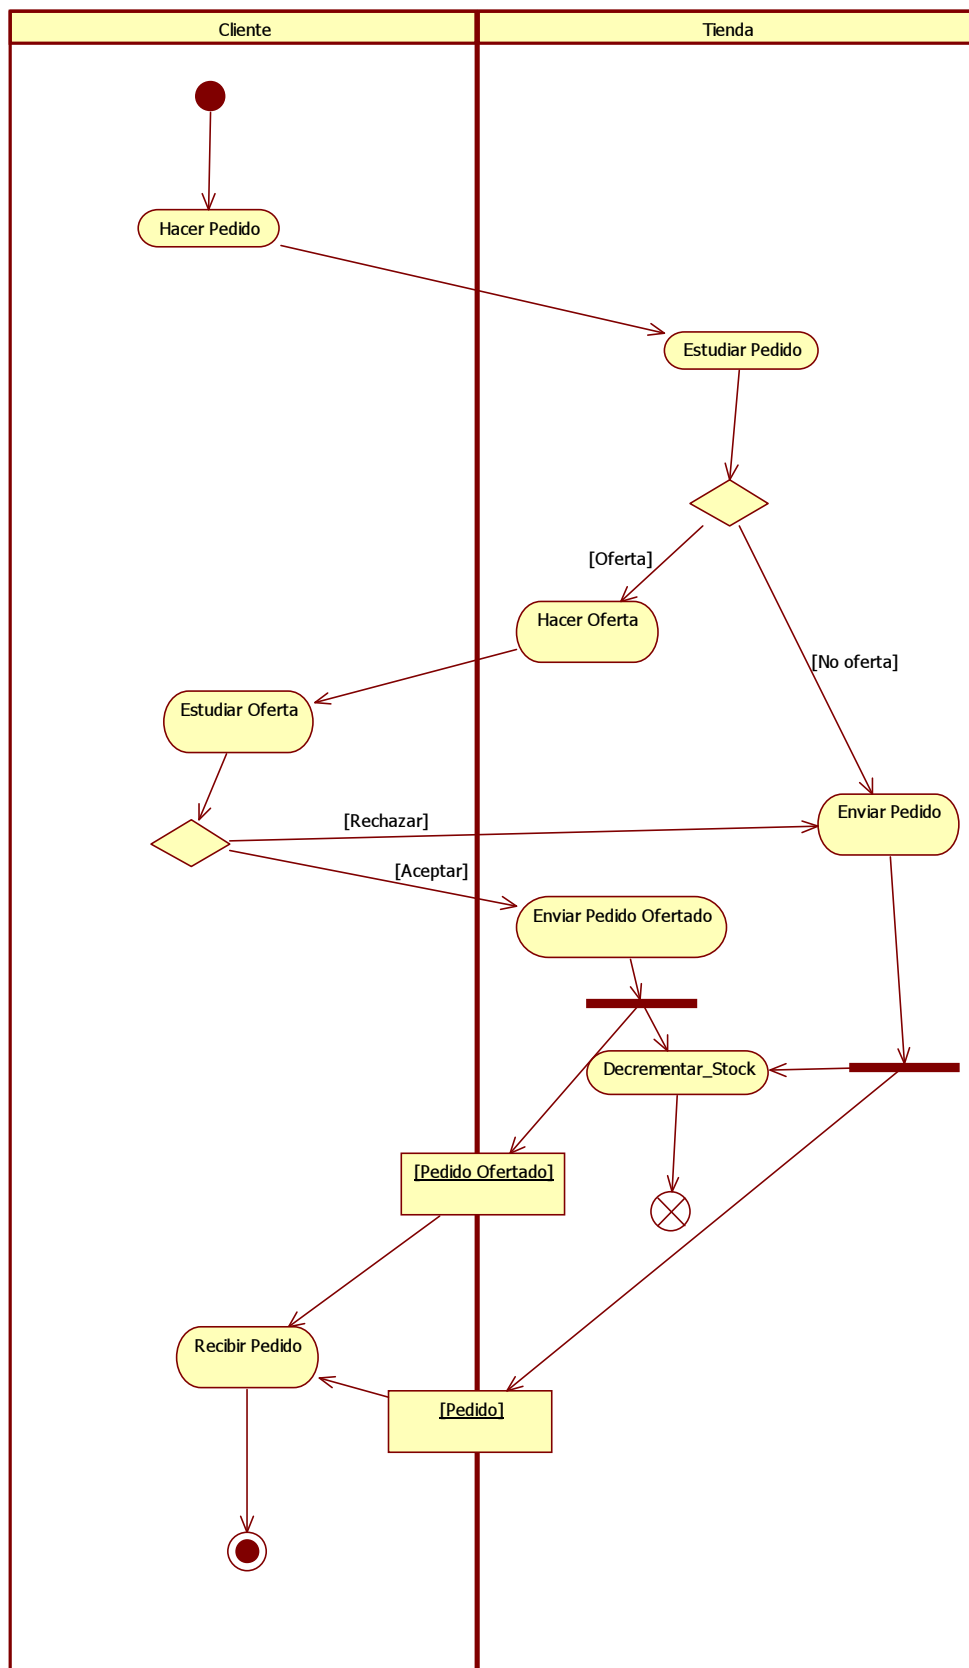 Cliente
Tienda
Hacer Pedido
Estudiar Pedido
[Oferta]
Hacer Oferta
[No oferta]
Estudiar Oferta
Enviar Pedido
[Rechazar]
[Aceptar]
Enviar Pedido Ofertado
Decrementar_Stock
[Pedido Ofertado]
Recibir Pedido
[Pedido]